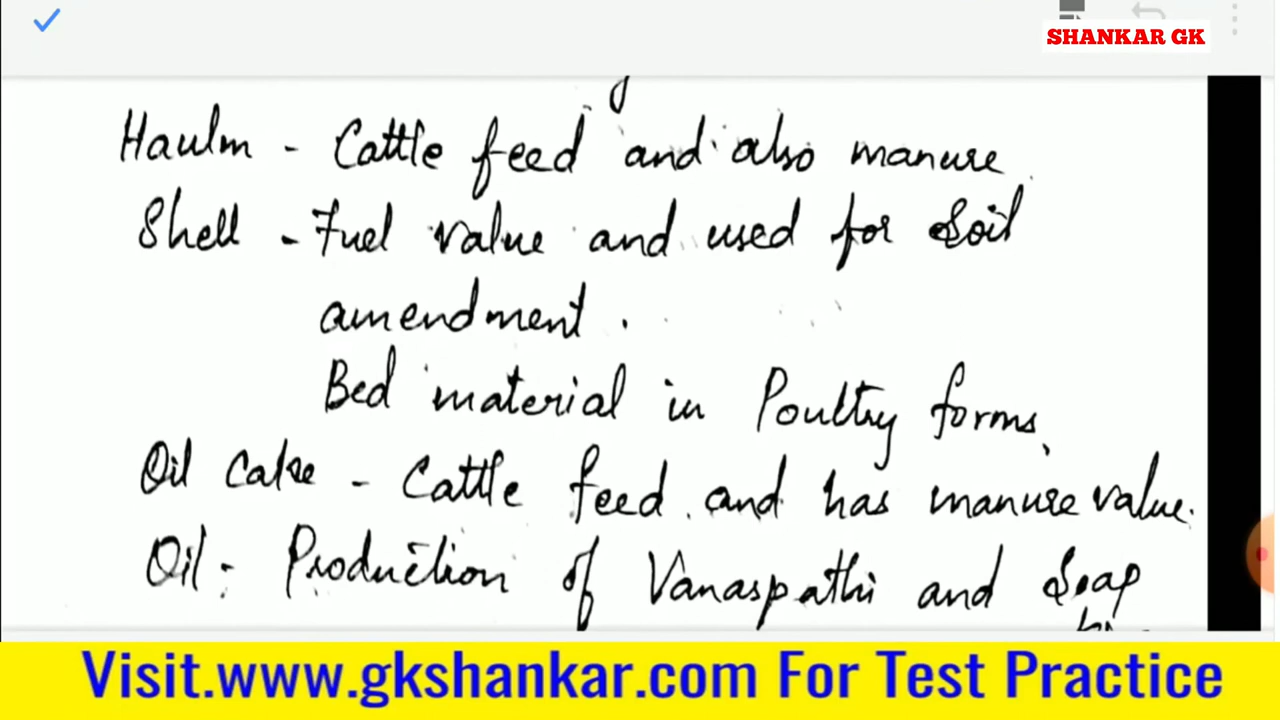 SHANKAR GK
Haulm - Cattle feed and also manure
Shell - Fuel value and used for soil
amendment.
Bed material in Poultry forms,
Oil Cake - Cattle feed and has manure value.
Oil - Production of Vanaspathi and Soap
Visit.www.gkshankar.com For Test Practice